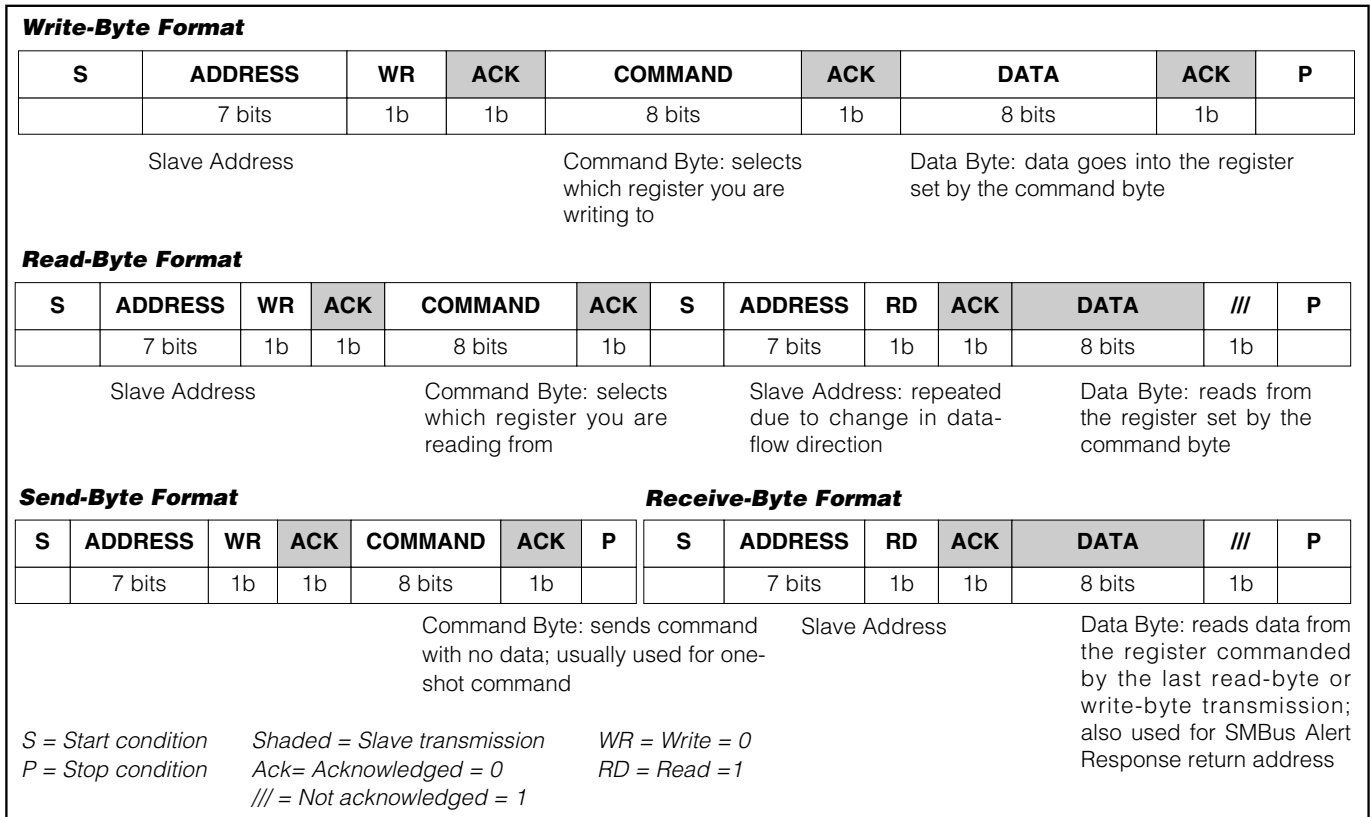 Write-Byte Format
S ADDRESS WR ACK COMMAND ACK DATA ACK P
7 bits 1b 1b 8 bits 1b 8 bits 1b
Slave Address
Command Byte: selects
which register you are
writing to
Data Byte: data goes into the register
set by the command byte
Read-Byte Format
S ADDRESS WR ACK COMMAND ACK S ADDRESS RD ACK DATA /// P
7 bits 1b 1b 8 bits 1b 7 bits 1b 1b 8 bits 1b
Slave Address
Command Byte: selects
which register you are
reading from
Slave Address: repeated
due to change in data-
flow direction
Data Byte: reads from
the register set by the
command byte
Send-Byte Format
S ADDRESS WR ACK COMMAND ACK P
7 bits 1b 1b 8 bits 1b
Command Byte: sends command
with no data; usually used for one-
shot command
Receive-Byte Format
S ADDRESS RD ACK DATA /// P
7 bits 1b 1b 8 bits 1b
Slave Address
Data Byte: reads data from
the register commanded
by the last read-byte or
write-byte transmission;
also used for SMBus Alert
Response return address
S = Start condition
P = Stop condition
Shaded = Slave transmission
Ack= Acknowledged = 0
/// = Not acknowledged = 1
WR = Write = 0
RD = Read =1